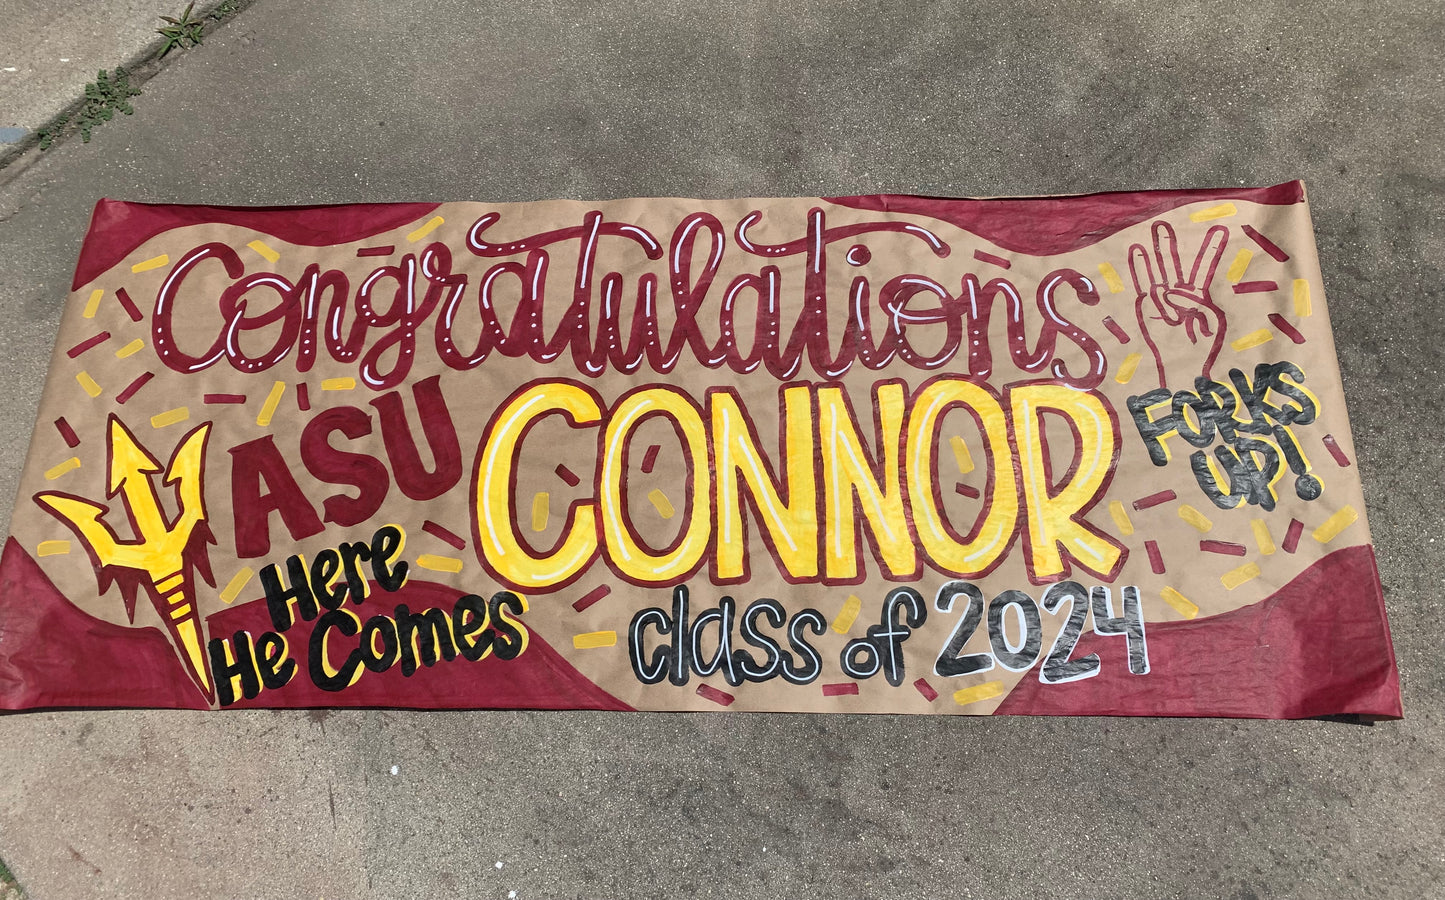 Congratulations
ASU
CONNOR
FORKS
UP!
Here
He Comes
class of 2024